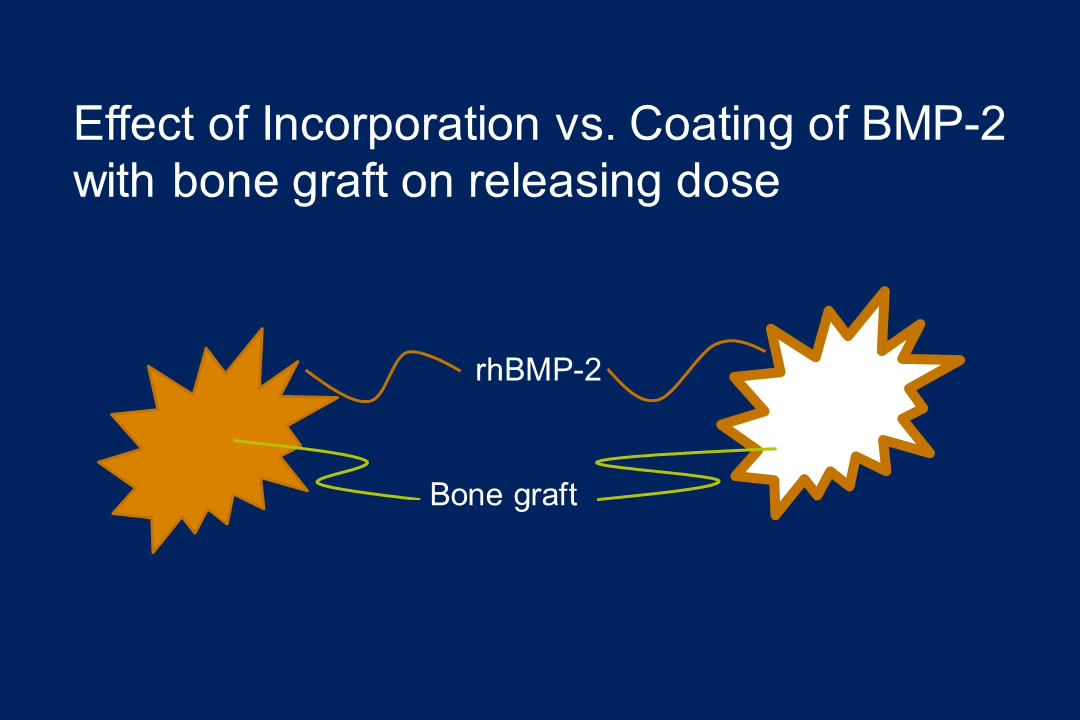 Effect of Incorporation vs. Coating of BMP-2
with bone graft on releasing dose
rhBMP-2
Bone graft